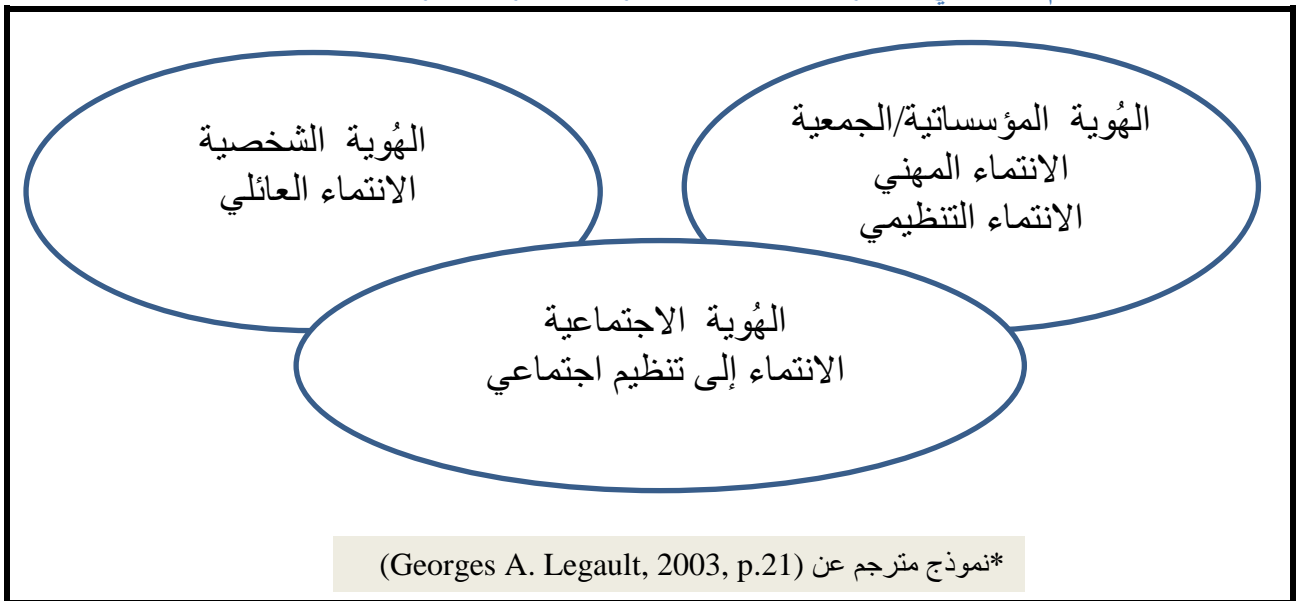 الهُوية المؤسساتية/الجمعية
الانتماء المهني
الانتماء التنظيمي
الهُوية الشخصية
الانتماء العائلي
الهُوية الاجتماعية
الانتماء إلى تنظيم اجتماعي
*نموذج مترجم عن (Georges A. Legault, 2003, p.21)